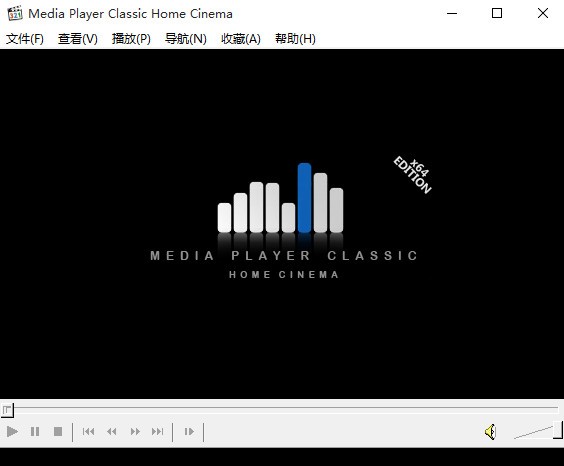 Media Player Classic Home Cinema
文件(F) 查看(V) 播放(P) 导航(N) 收藏(A) 帮助(H)
x64
EDITION
MEDIA PLAYER CLASSIC
HOME CINEMA